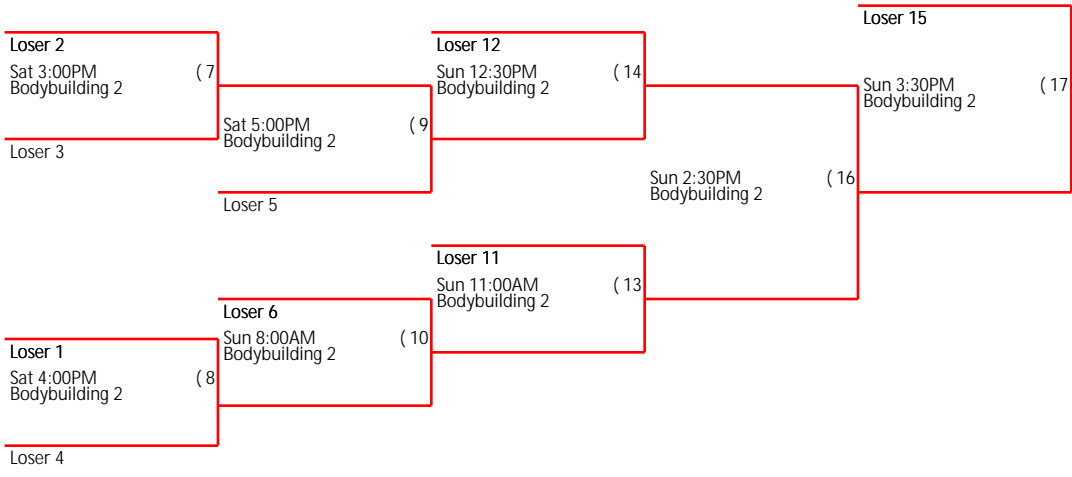 Loser 15
Loser 2
Loser 12
Sat 3:00PM
( 7
Bodybuilding 2
Sun 12:30PM
( 14
Bodybuilding 2
Sun 3:30PM
( 17
Bodybuilding 2
Sat 5:00PM
( 9
Bodybuilding 2
Loser 3
Sun 2:30PM
( 16
Bodybuilding 2
Loser 5
Loser 11
Sun 11:00AM
( 13
Bodybuilding 2
Loser 6
Sun 8:00AM
( 10
Bodybuilding 2
Loser 1
Sat 4:00PM
( 8
Bodybuilding 2
Loser 4